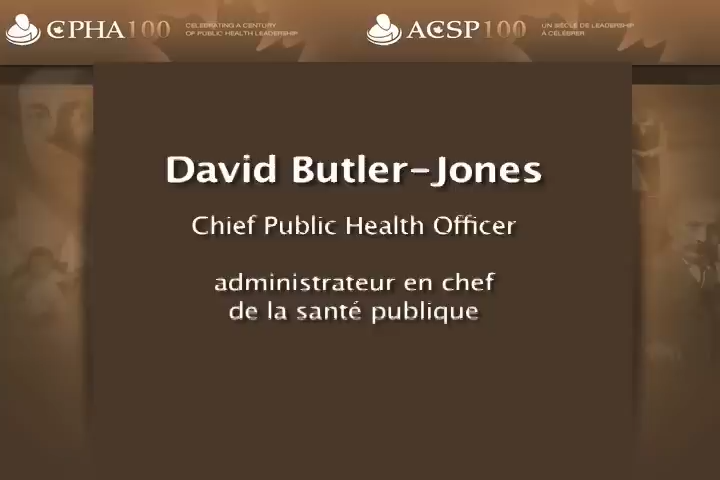 CPHA100
CELEBRATING A CENTURY
OF PUBLIC HEALTH LEADERSHIP
ACSP100
UN SIÈCLE DE LEADERSHIP
À CÉLÉBRER
David Butler-Jones
Chief Public Health Officer
administrateur en chef
de la santé publique